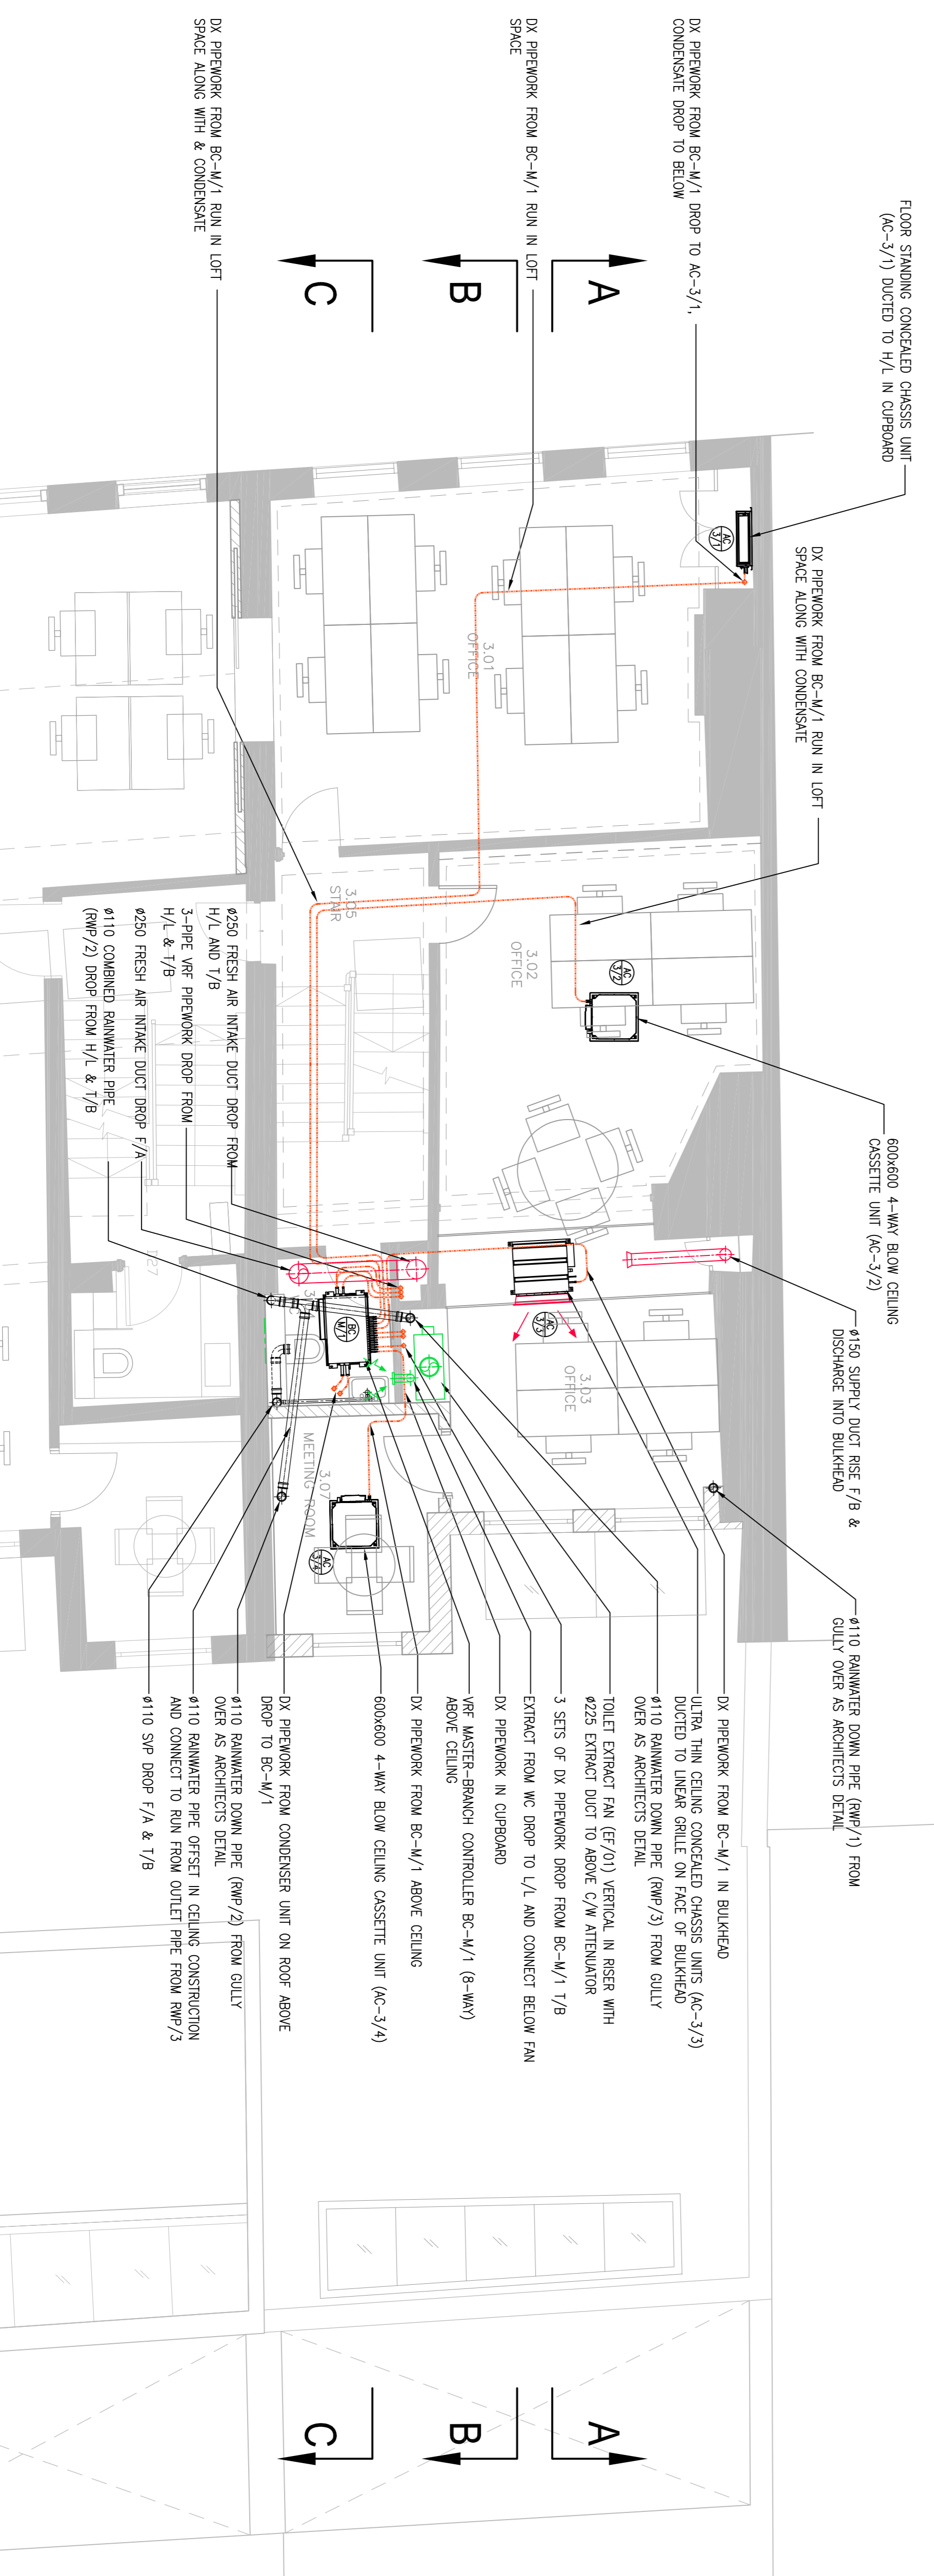 FLOOR STANDING CONCEALED CHASSIS UNIT
(AC-3/1) DUCTED TO H/L IN CUPBOARD
DX PIPEWORK FROM BC-M/1 DROP TO AC-3/1,
CONDENSATE DROP TO BELOW
DX PIPEWORK FROM BC-M/1 RUN IN LOFT
SPACE
DX PIPEWORK FROM BC-M/1 RUN IN LOFT
SPACE ALONG WITH & CONDENSATE
A
B
C
DX PIPEWORK FROM BC-M/1 RUN IN LOFT
SPACE ALONG WITH CONDENSATE
AC
3/1
3.01
OFFICE
600x600 4-WAY BLOW CEILING
CASSETTE UNIT (AC-3/2)
AC
3/2
3.02
OFFICE
3.05
STAIR
Ø250 FRESH AIR INTAKE DUCT DROP FROM
H/L AND T/B
3-PIPE VRF PIPEWORK DROP FROM
H/L & T/B
Ø250 FRESH AIR INTAKE DUCT DROP F/A
Ø110 COMBINED RAINWATER PIPE
(RWP/2) DROP FROM H/L & T/B
Ø150 SUPPLY DUCT RISE F/B &
DISCHARGE INTO BULKHEAD
Ø110 RAINWATER DOWN PIPE (RWP/1) FROM
GULLY OVER AS ARCHITECTS DETAIL
AC
3/3
3.03
OFFICE
BC
M/1
3.07
MEETING ROOM
AC
3/4
DX PIPEWORK FROM BC-M/1 IN BULKHEAD
ULTRA THIN CEILING CONCEALED CHASSIS UNITS (AC-3/3)
DUCTED TO LINEAR GRILLE ON FACE OF BULKHEAD
Ø110 RAINWATER DOWN PIPE (RWP/3) FROM GULLY
OVER AS ARCHITECTS DETAIL
TOILET EXTRACT FAN (EF/01) VERTICAL IN RISER WITH
Ø225 EXTRACT DUCT TO ABOVE C/W ATTENUATOR
3 SETS OF DX PIPEWORK DROP FROM BC-M/1 T/B
EXTRACT FROM WC DROP TO L/L AND CONNECT BELOW FAN
DX PIPEWORK IN CUPBOARD
VRF MASTER-BRANCH CONTROLLER BC-M/1 (8-WAY)
ABOVE CEILING
DX PIPEWORK FROM BC-M/1 ABOVE CEILING
600x600 4-WAY BLOW CEILING CASSETTE UNIT (AC-3/4)
DX PIPEWORK FROM CONDENSER UNIT ON ROOF ABOVE
DROP TO BC-M/1
Ø110 RAINWATER DOWN PIPE (RWP/2) FROM GULLY
OVER AS ARCHITECTS DETAIL
Ø110 RAINWATER PIPE OFFSET IN CEILING CONSTRUCTION
AND CONNECT TO RUN FROM OUTLET PIPE FROM RWP/3
Ø110 SVP DROP F/A & T/B
A
B
C